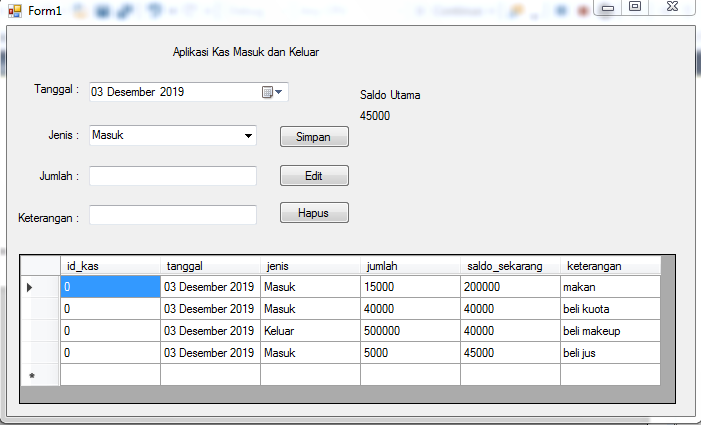 Form1
Aplikasi Kas Masuk dan Keluar
Tanggal : 03 Desember 2019
Saldo Utama
45000
Jenis : Masuk Simpan
Jumlah : Edit
Keterangan : Hapus
id_kas tanggal jenis jumlah saldo_sekarang keterangan
0 03 Desember 2019 Masuk 15000 200000 makan
0 03 Desember 2019 Masuk 40000 40000 beli kuota
0 03 Desember 2019 Keluar 500000 40000 beli makeup
0 03 Desember 2019 Masuk 5000 45000 beli jus